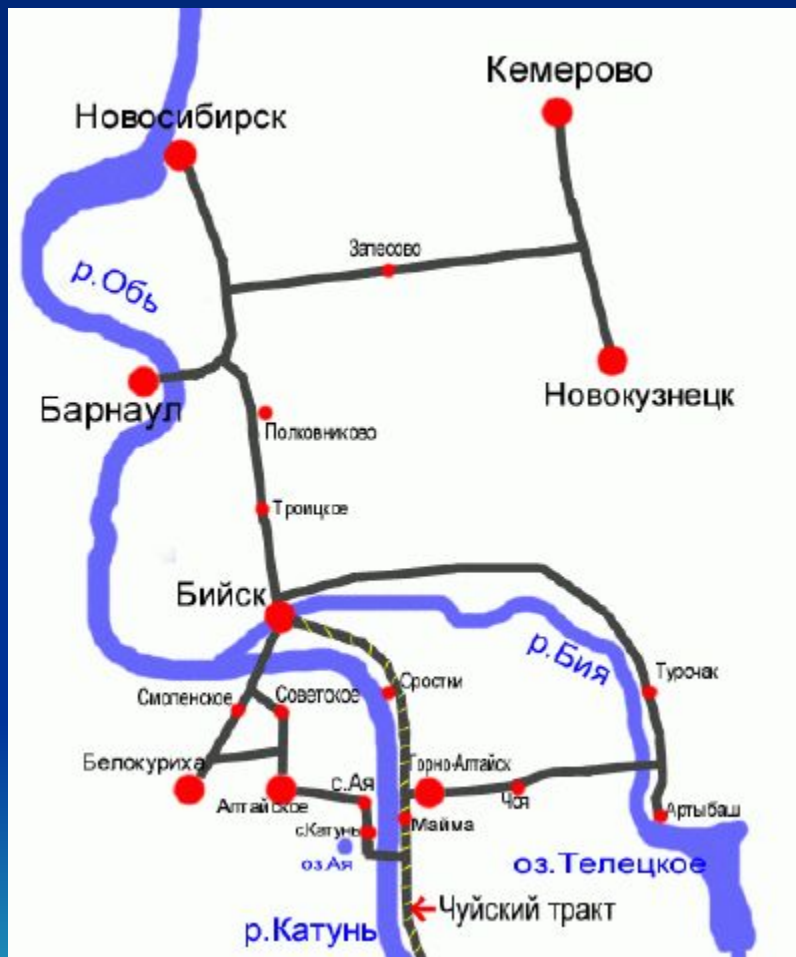 Кемерово
Новосибирск
Залесово
р.Обь
Новокузнецк
Барнаул
Полковниково
Троицкое
Бийск
р.Бия
Турочак
Сростки
Смоленское
Советское
Белокуриха
Горно-Алтайск
с.Ая
Алтайское
Чоя
Артыбаш
Майма
с.Катунь
оз.Ая
оз.Телецкое
Чуйский тракт
р.Катунь